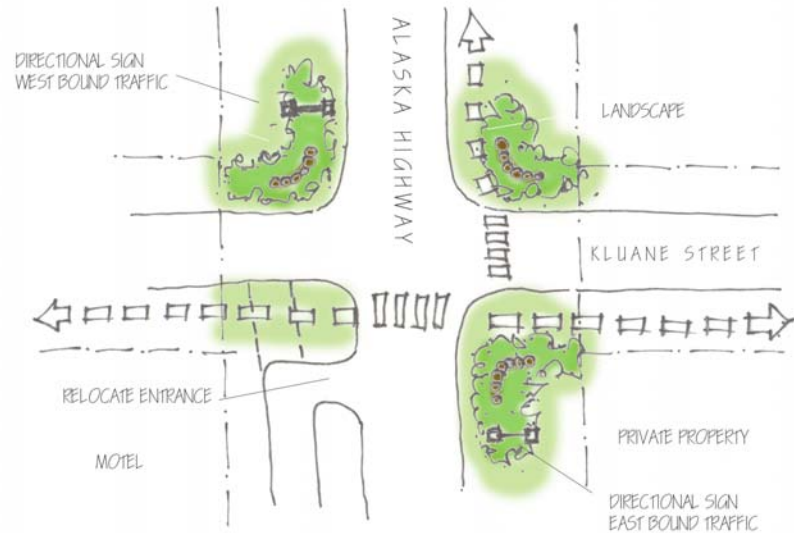 DIRECTIONAL SIGN
WEST BOUND TRAFFIC
ALASKA HIGHWAY
LANDSCAPE
KLUANE STREET
RELOCATE ENTRANCE
MOTEL
PRIVATE PROPERTY
DIRECTIONAL SIGN
EAST BOUND TRAFFIC